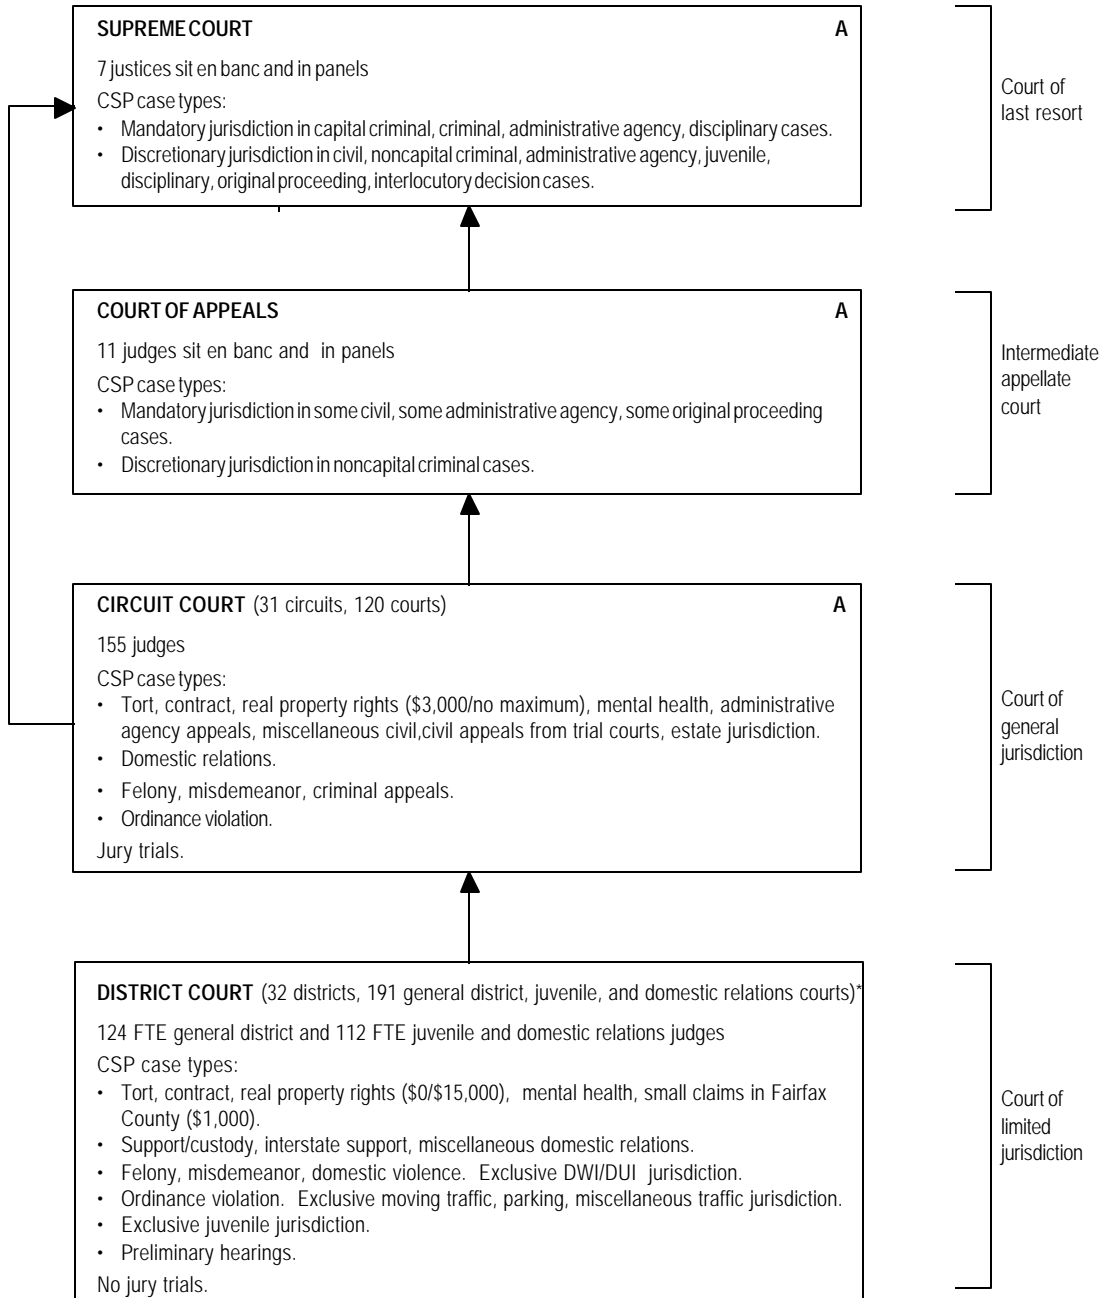 SUPREME COURT A
7 justices sit en banc and in panels
CSP case types:
• Mandatory jurisdiction in capital criminal, criminal, administrative agency, disciplinary cases.
• Discretionary jurisdiction in civil, noncapital criminal, administrative agency, juvenile,
disciplinary, original proceeding, interlocutory decision cases.
Court of
last resort
COURT OF APPEALS A
11 judges sit en banc and in panels
CSP case types:
• Mandatory jurisdiction in some civil, some administrative agency, some original proceeding
cases.
• Discretionary jurisdiction in noncapital criminal cases.
Intermediate
appellate
court
CIRCUIT COURT (31 circuits, 120 courts) A
155 judges
CSP case types:
• Tort, contract, real property rights ($3,000/no maximum), mental health, administrative
agency appeals, miscellaneous civil,civil appeals from trial courts, estate jurisdiction.
• Domestic relations.
• Felony, misdemeanor, criminal appeals.
• Ordinance violation.
Jury trials.
Court of
general
jurisdiction
DISTRICT COURT (32 districts, 191 general district, juvenile, and domestic relations courts)*
124 FTE general district and 112 FTE juvenile and domestic relations judges
CSP case types:
• Tort, contract, real property rights ($0/$15,000), mental health, small claims in Fairfax
County ($1,000).
• Support/custody, interstate support, miscellaneous domestic relations.
• Felony, misdemeanor, domestic violence. Exclusive DWI/DUI jurisdiction.
• Ordinance violation. Exclusive moving traffic, parking, miscellaneous traffic jurisdiction.
• Exclusive juvenile jurisdiction.
• Preliminary hearings.
No jury trials.
Court of
limited
jurisdiction